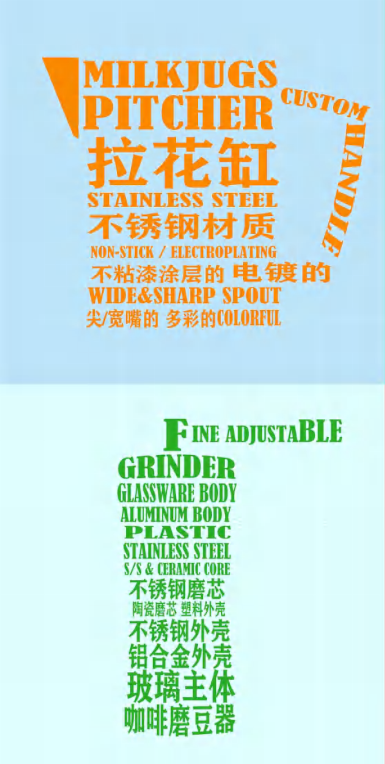 MILKJUGS
PITCHER
CUSTOM
HANDLE
拉花缸
STAINLESS STEEL
不锈钢材质
NON-STICK / ELECTROPLATING
不粘漆涂层的 电镀的
WIDE&SHARP SPOUT
尖/宽嘴的 多彩的COLORFUL
FINE ADJUSTABLE
GRINDER
GLASSWARE BODY
ALUMINUM BODY
PLASTIC
STAINLESS STEEL
S/S & CERAMIC CORE
不锈钢磨芯
陶瓷磨芯 塑料外壳
不锈钢外壳
铝合金外壳
玻璃主体
咖啡磨豆器